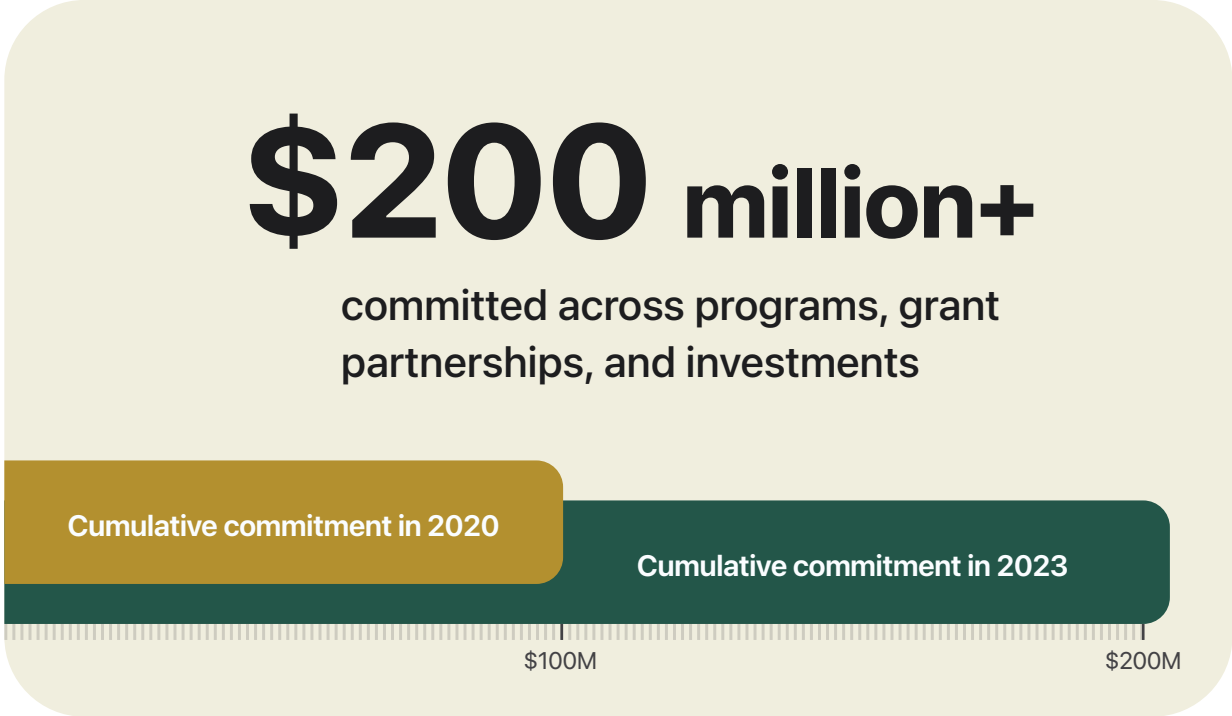 $200 million+
committed across programs, grant
partnerships, and investments
Cumulative commitment in 2020
Cumulative commitment in 2023
$100M
$200M